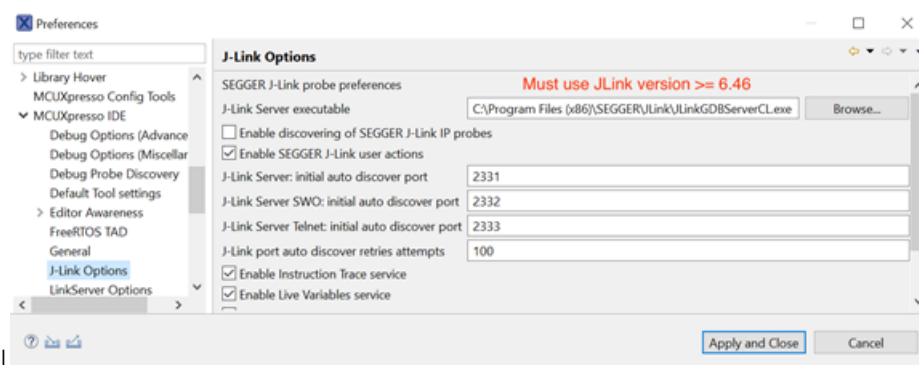 Preferences
type filter text
Library Hover
MCUXpresso Config Tools
MCUXpresso IDE
Debug Options (Advance
Debug Options (Miscellar
Debug Probe Discovery
Default Tool settings
Editor Awareness
FreeRTOS TAD
General
J-Link Options
LinkServer Options
J-Link Options
SEGGER J-Link probe preferences Must use JLink version >= 6.46
J-Link Server executable C:\Program Files (x86)\SEGGER\JLink\JLinkGDBServerCL.exe Browse...
Enable discovering of SEGGER J-Link IP probes
Enable SEGGER J-Link user actions
J-Link Server: initial auto discover port 2331
J-Link Server SWO: initial auto discover port 2332
J-Link Server Telnet: initial auto discover port 2333
J-Link port auto discover retries attempts 100
Enable Instruction Trace service
Enable Live Variables service
Apply and Close Cancel